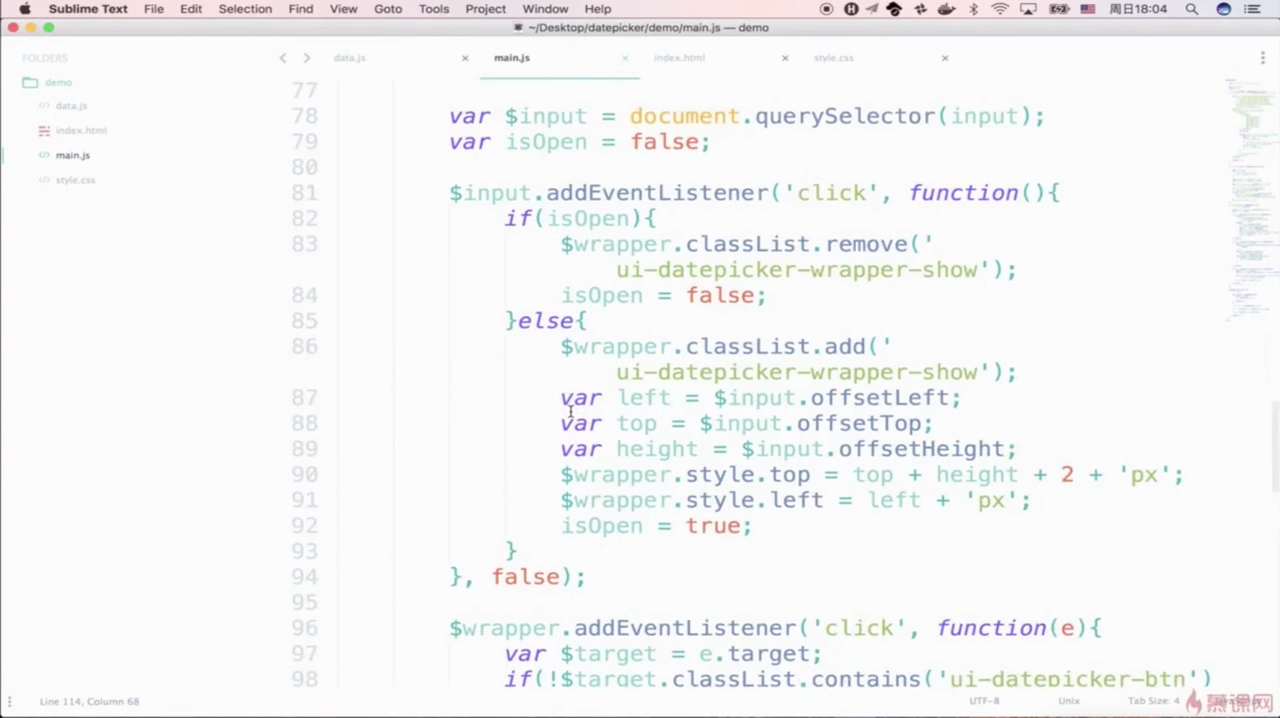 Sublime Text File Edit Selection Find View Goto Tools Project Window Help 周日18:04
~/Desktop/datepicker/demo/main.js — demo
FOLDERS
demo
data.js
index.html
main.js
style.css
data.js × main.js × index.html × style.css ×
77
78 var $input = document.querySelector(input);
79 var isOpen = false;
80
81 $input.addEventListener('click', function(){
82 if(isOpen){
83 $wrapper.classList.remove('
ui-datepicker-wrapper-show');
84 isOpen = false;
85 }else{
86 $wrapper.classList.add('
ui-datepicker-wrapper-show');
87 var left = $input.offsetLeft;
88 var top = $input.offsetTop;
89 var height = $input.offsetHeight;
90 $wrapper.style.top = top + height + 2 + 'px';
91 $wrapper.style.left = left + 'px';
92 isOpen = true;
93 }
94 }, false);
95
96 $wrapper.addEventListener('click', function(e){
97 var $target = e.target;
98 if(!$target.classList.contains('ui-datepicker-btn')
Line 114, Column 68 UTF-8 Unix Tab Size: 4
慕课网